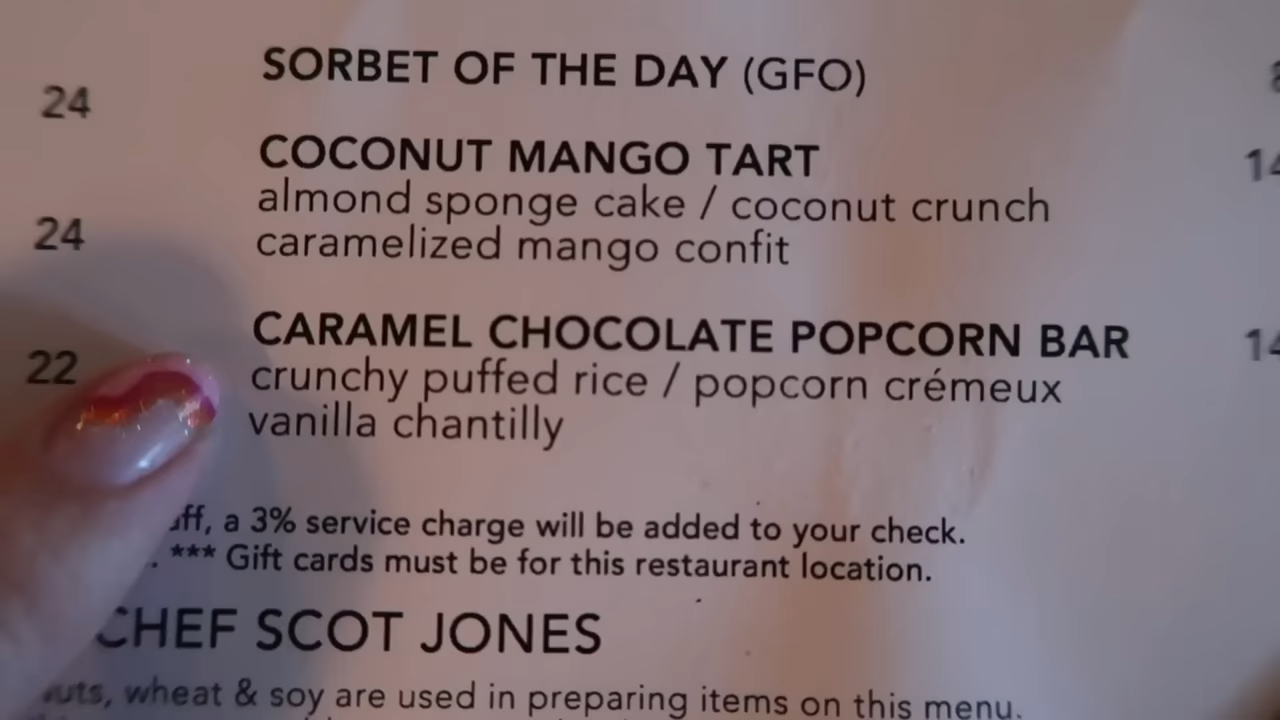 SORBET OF THE DAY (GFO)
24
COCONUT MANGO TART
almond sponge cake / coconut crunch
24
caramelized mango confit
CARAMEL CHOCOLATE POPCORN BAR
22
crunchy puffed rice / popcorn crémeux
vanilla chantilly
a 3% service charge will be added to your check.
*** Gift cards must be for this restaurant location.
CHEF SCOT JONES
wheat & soy are used in preparing items on this menu.